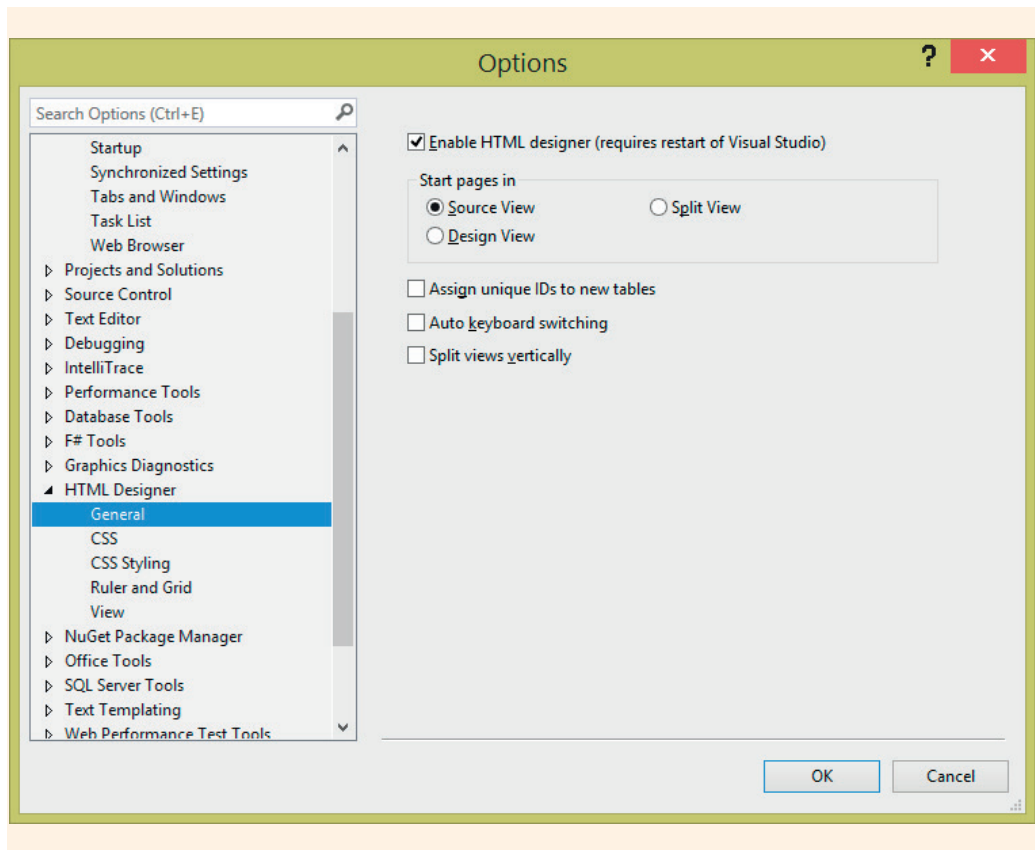 Options
?
Search Options (Ctrl+E)
Startup
Synchronized Settings
Tabs and Windows
Task List
Web Browser
Projects and Solutions
Source Control
Text Editor
Debugging
IntelliTrace
Performance Tools
Database Tools
F# Tools
Graphics Diagnostics
HTML Designer
General
CSS
CSS Styling
Ruler and Grid
View
NuGet Package Manager
Office Tools
SQL Server Tools
Text Templating
Web Performance Test Tools
Enable HTML designer (requires restart of Visual Studio)
Start pages in
Source View Split View
Design View
Assign unique IDs to new tables
Auto keyboard switching
Split views vertically
OK Cancel